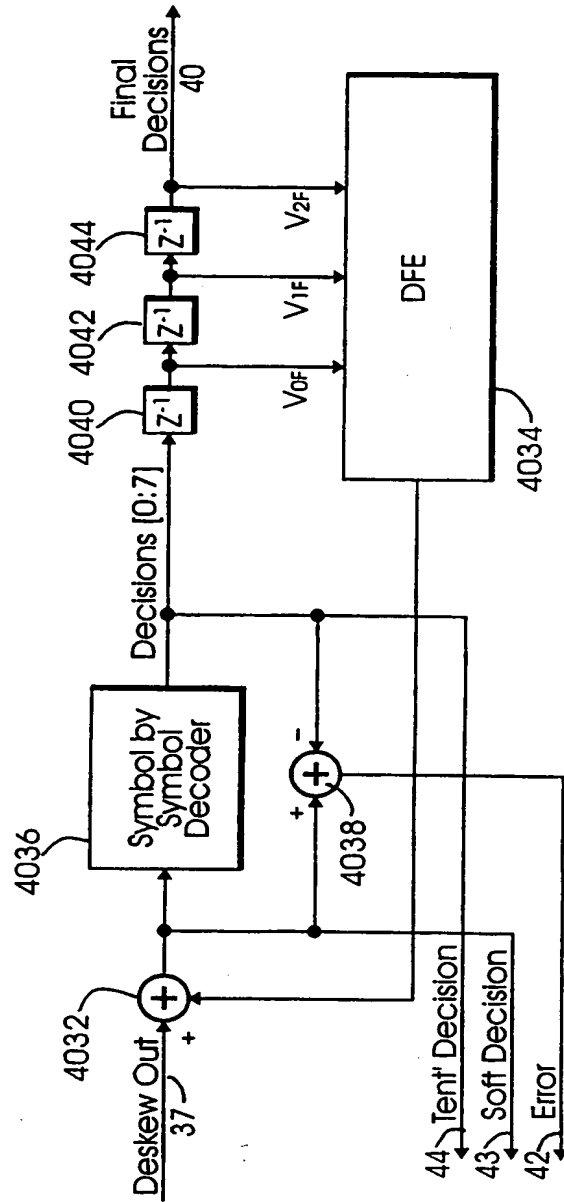 Final
Decisions
40
4044
4042
4040
Z-1
Z-1
Z-1
V2F
V1F
V0F
DFE
4034
Decisions [0:7]
4036
Symbol by
Symbol
Decoder
-
+
+
4038
4032
+
+
Deskew Out
37
44 Tent' Decision
43 Soft Decision
42 Error